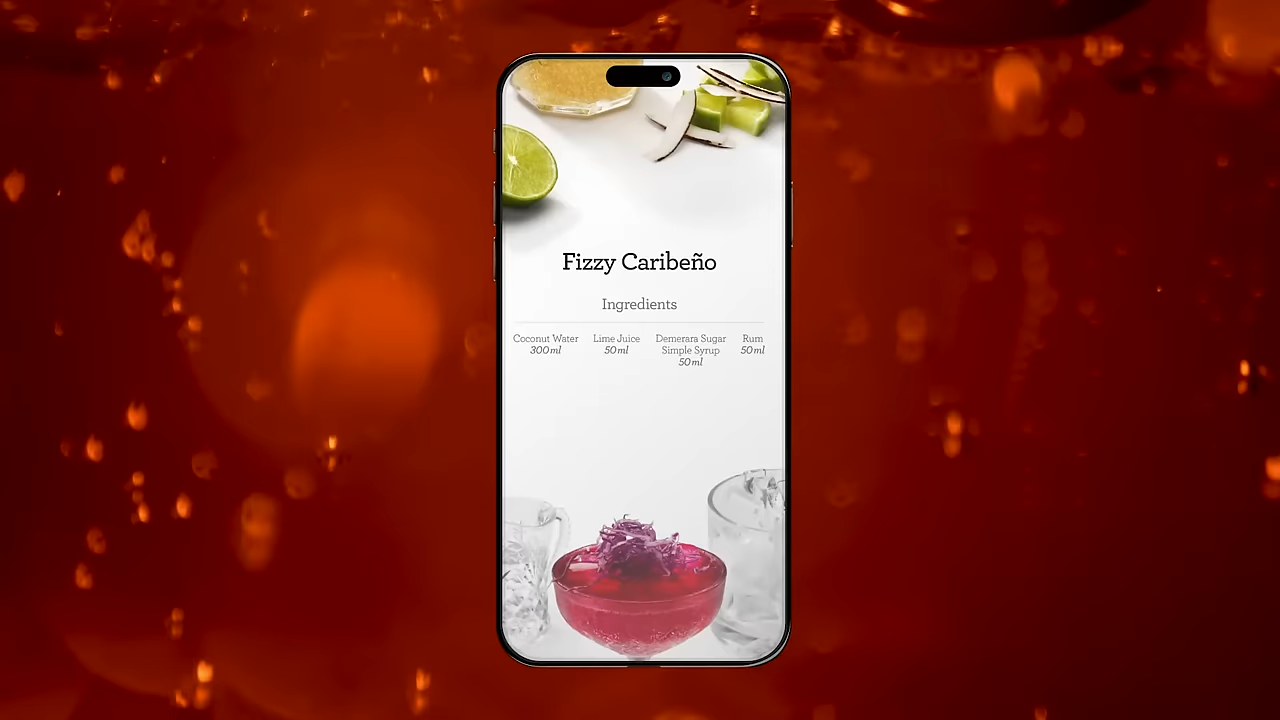 Fizzy Caribeño
Ingredients
Coconut Water
300ml
Lime Juice
50ml
Demerara Sugar
Simple Syrup
50ml
Rum
50ml